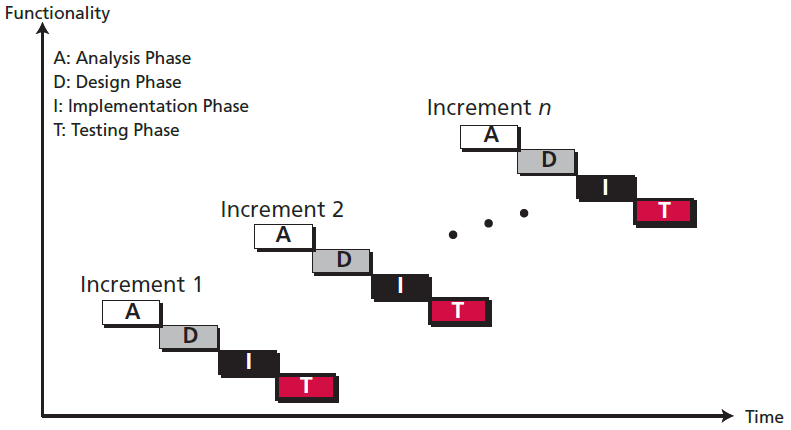 Functionality
A: Analysis Phase
D: Design Phase
I: Implementation Phase
T: Testing Phase
Increment n
A
D
I
T
Increment 2
A
D
I
T
Increment 1
A
D
I
T
Time